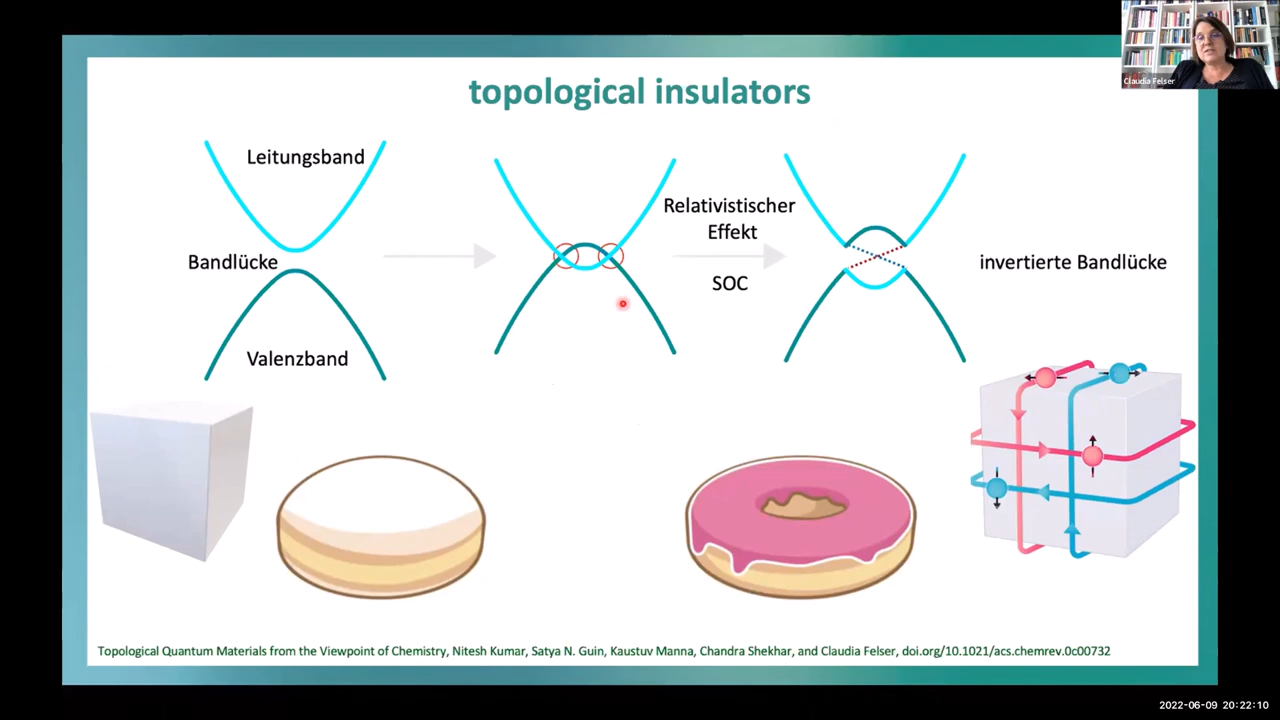 Claudia Felser
topological insulators
Leitungsband
Bandlücke
Valenzband
Relativistischer
Effekt
SOC
invertierte Bandlücke
Topological Quantum Materials from the Viewpoint of Chemistry, Nitesh Kumar, Satya N. Guin, Kaustuv Manna, Chandra Shekhar, and Claudia Felser, doi.org/10.1021/acs.chemrev.0c00732
2022-06-09 20:22:10